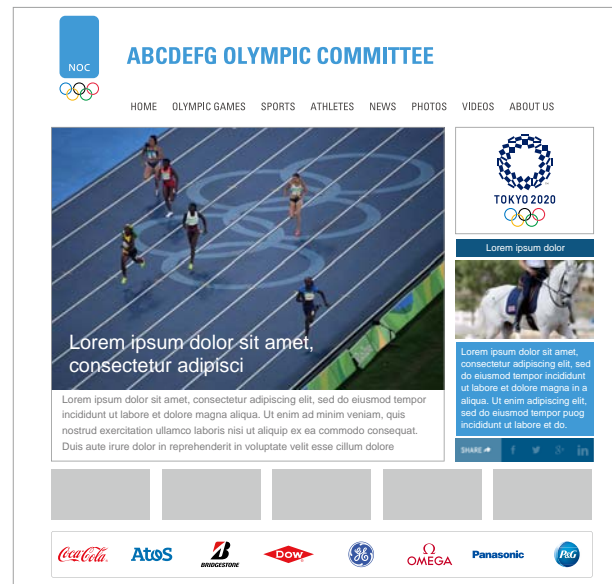 NOC
ABCDEFG OLYMPIC COMMITTEE
HOME OLYMPIC GAMES SPORTS ATHLETES NEWS PHOTOS VÍDEOS ABOUT US
Lorem ipsum dolor sit amet,
consectetur adipisci
Lorem ipsum dolor sit amet, consectetur adipiscing elit, sed do eiusmod tempor
incididunt ut labore et dolore magna aliqua. Ut enim ad minim veniam, quis
nostrud exercitation ullamco laboris nisi ut aliquip ex ea commodo consequat.
Duis aute irure dolor in reprehenderit in voluptate velit esse cillum dolore
TOKYO 2020
Lorem ipsum dolor
Lorem ipsum dolor sit amet,
consectetur adipiscing elit, sed
do eiusmod tempor incididunt
ut labore et dolore magna in a
aliqua. Ut enim adipiscing elit,
sed do eiusmod tempor puog
incididunt ut labore et do.
SHARE f g+ in
Coca-Cola Atos BRIDGESTONE Dow GE Ω OMEGA Panasonic P&G